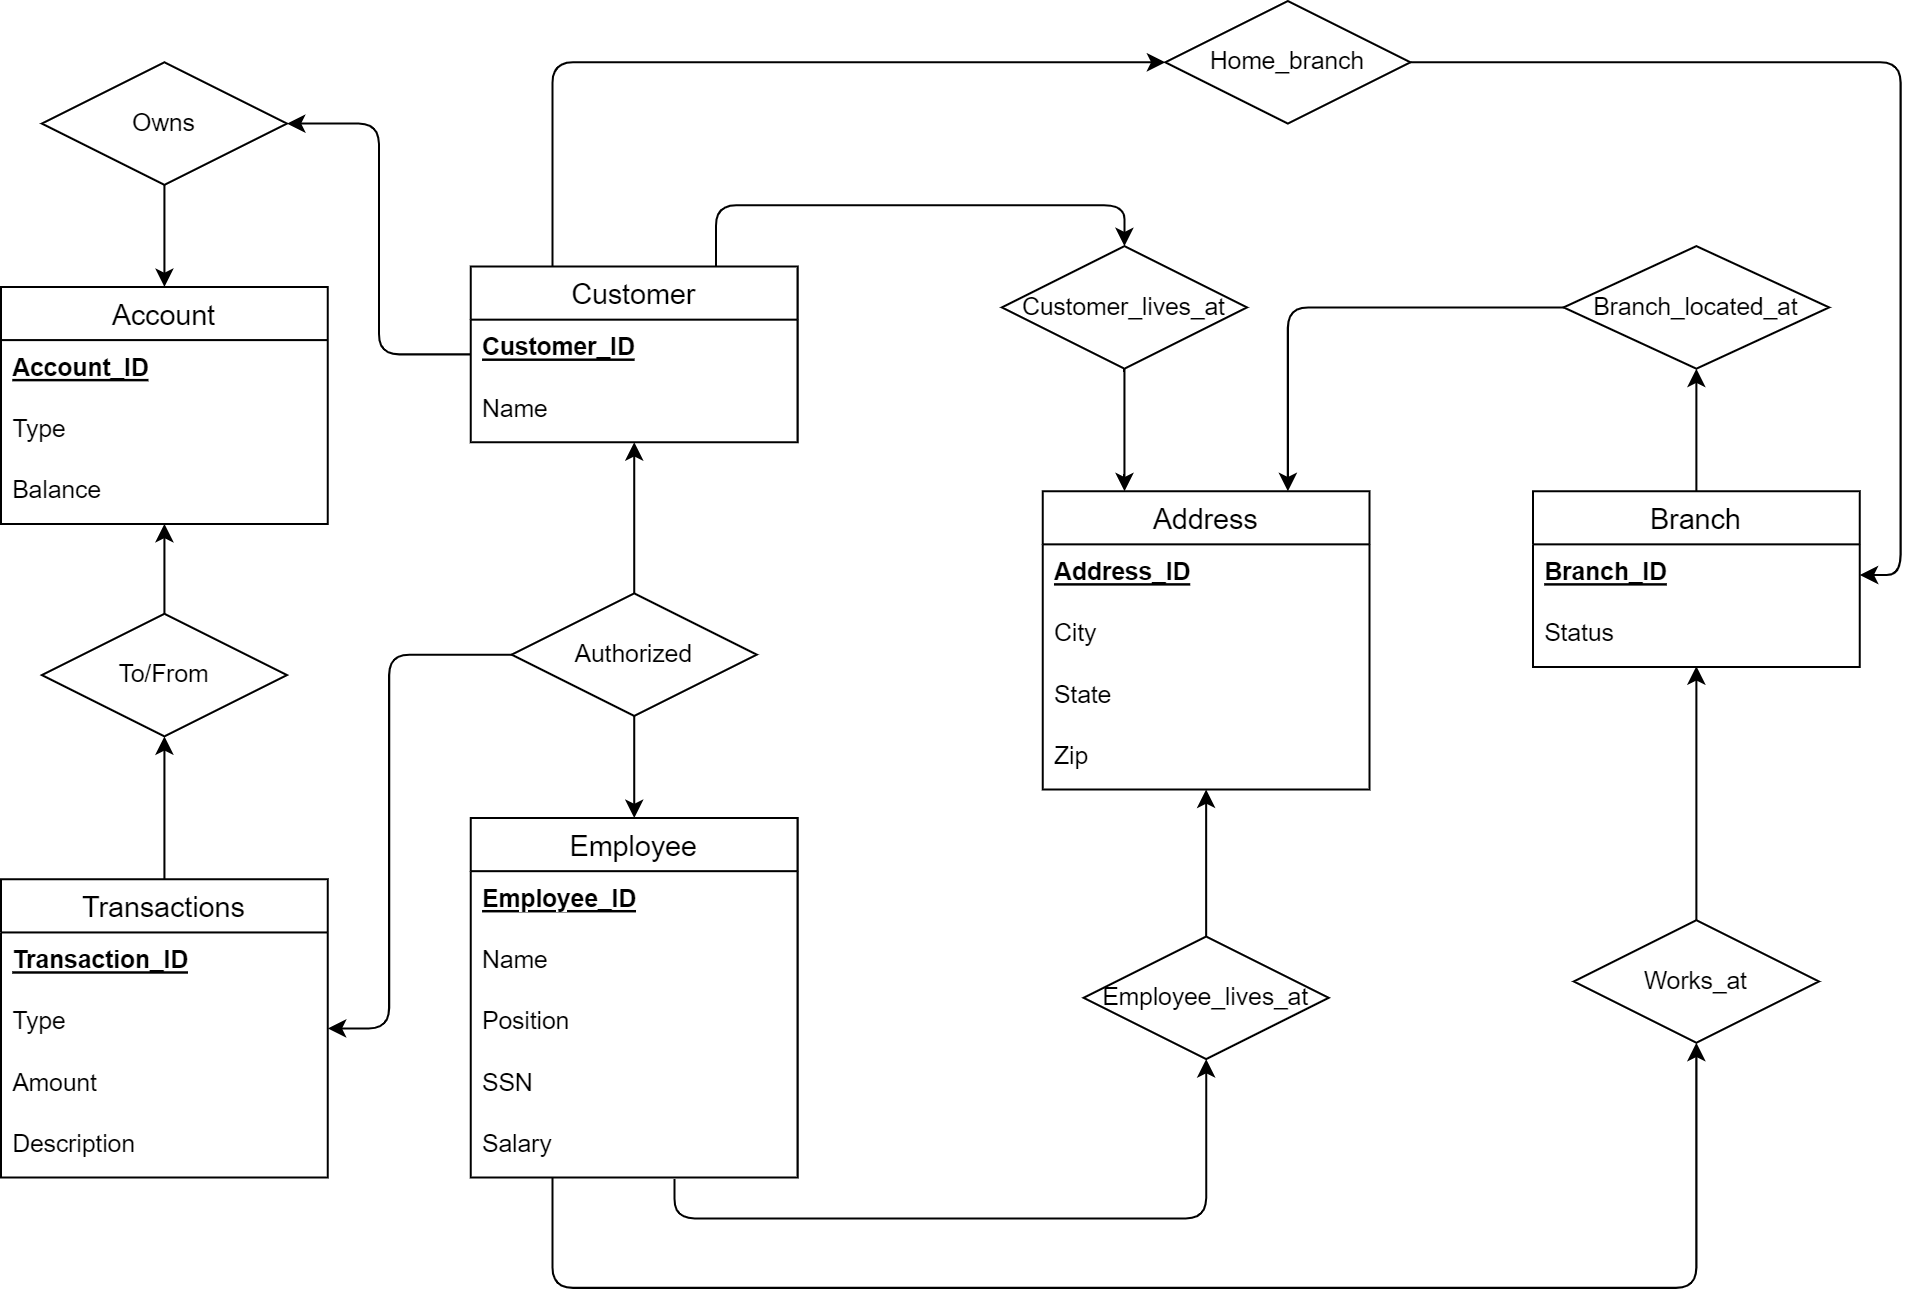 Home_branch
Owns
Customer_lives_at
Branch_located_at
Account
Account_ID
Type
Balance
Customer
Customer_ID
Name
Address
Address_ID
City
State
Zip
Branch
Branch_ID
Status
To/From
Authorized
Transactions
Transaction_ID
Type
Amount
Description
Employee
Employee_ID
Name
Position
SSN
Salary
Employee_lives_at
Works_at